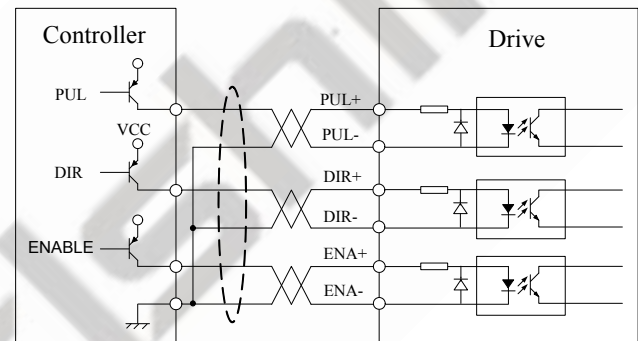 Controller
Drive
PUL
PUL+
PUL-
VCC
DIR
DIR+
DIR-
ENABLE
ENA+
ENA-